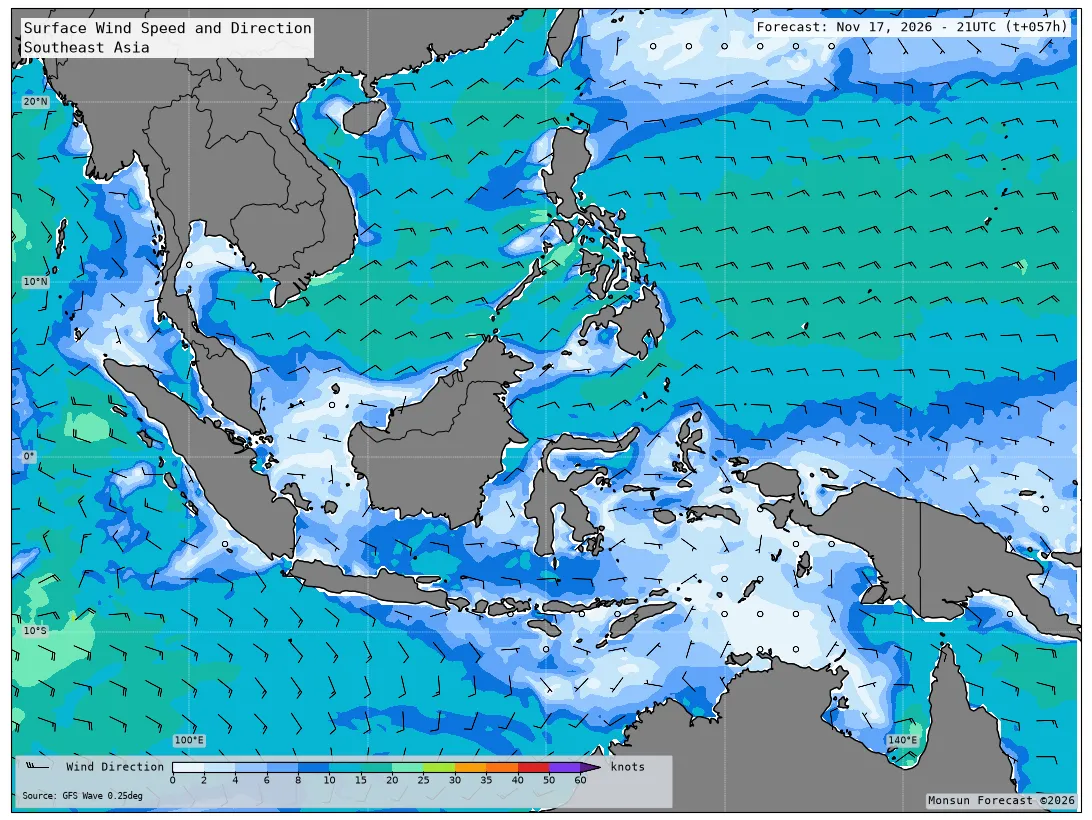 Surface Wind Speed and Direction
Southeast Asia
Forecast: Nov 17, 2026 - 21UTC (t+057h)
20°N
10°N
0°
10°S
100°E
140°E
Wind Direction
0 2 4 6 8 10 15 20 25 30 35 40 50 60
knots
Source: GFS Wave 0.25deg
Monsun Forecast ©2026